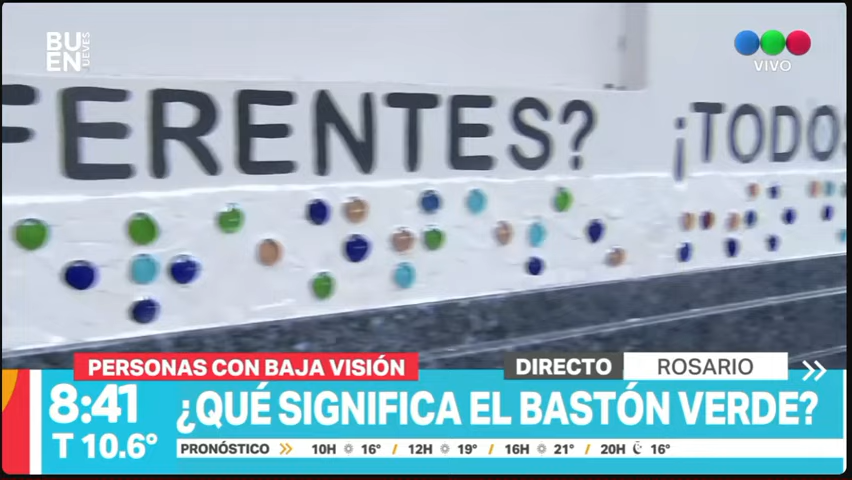 BUEN
JUEVES
VIVO
FERENTES? ¡TODOS
PERSONAS CON BAJA VISIÓN
DIRECTO ROSARIO
8:41
T 10.6°
¿QUÉ SIGNIFICA EL BASTÓN VERDE?
PRONÓSTICO 10H 16° / 12H 19° / 16H 21° / 20H 16°